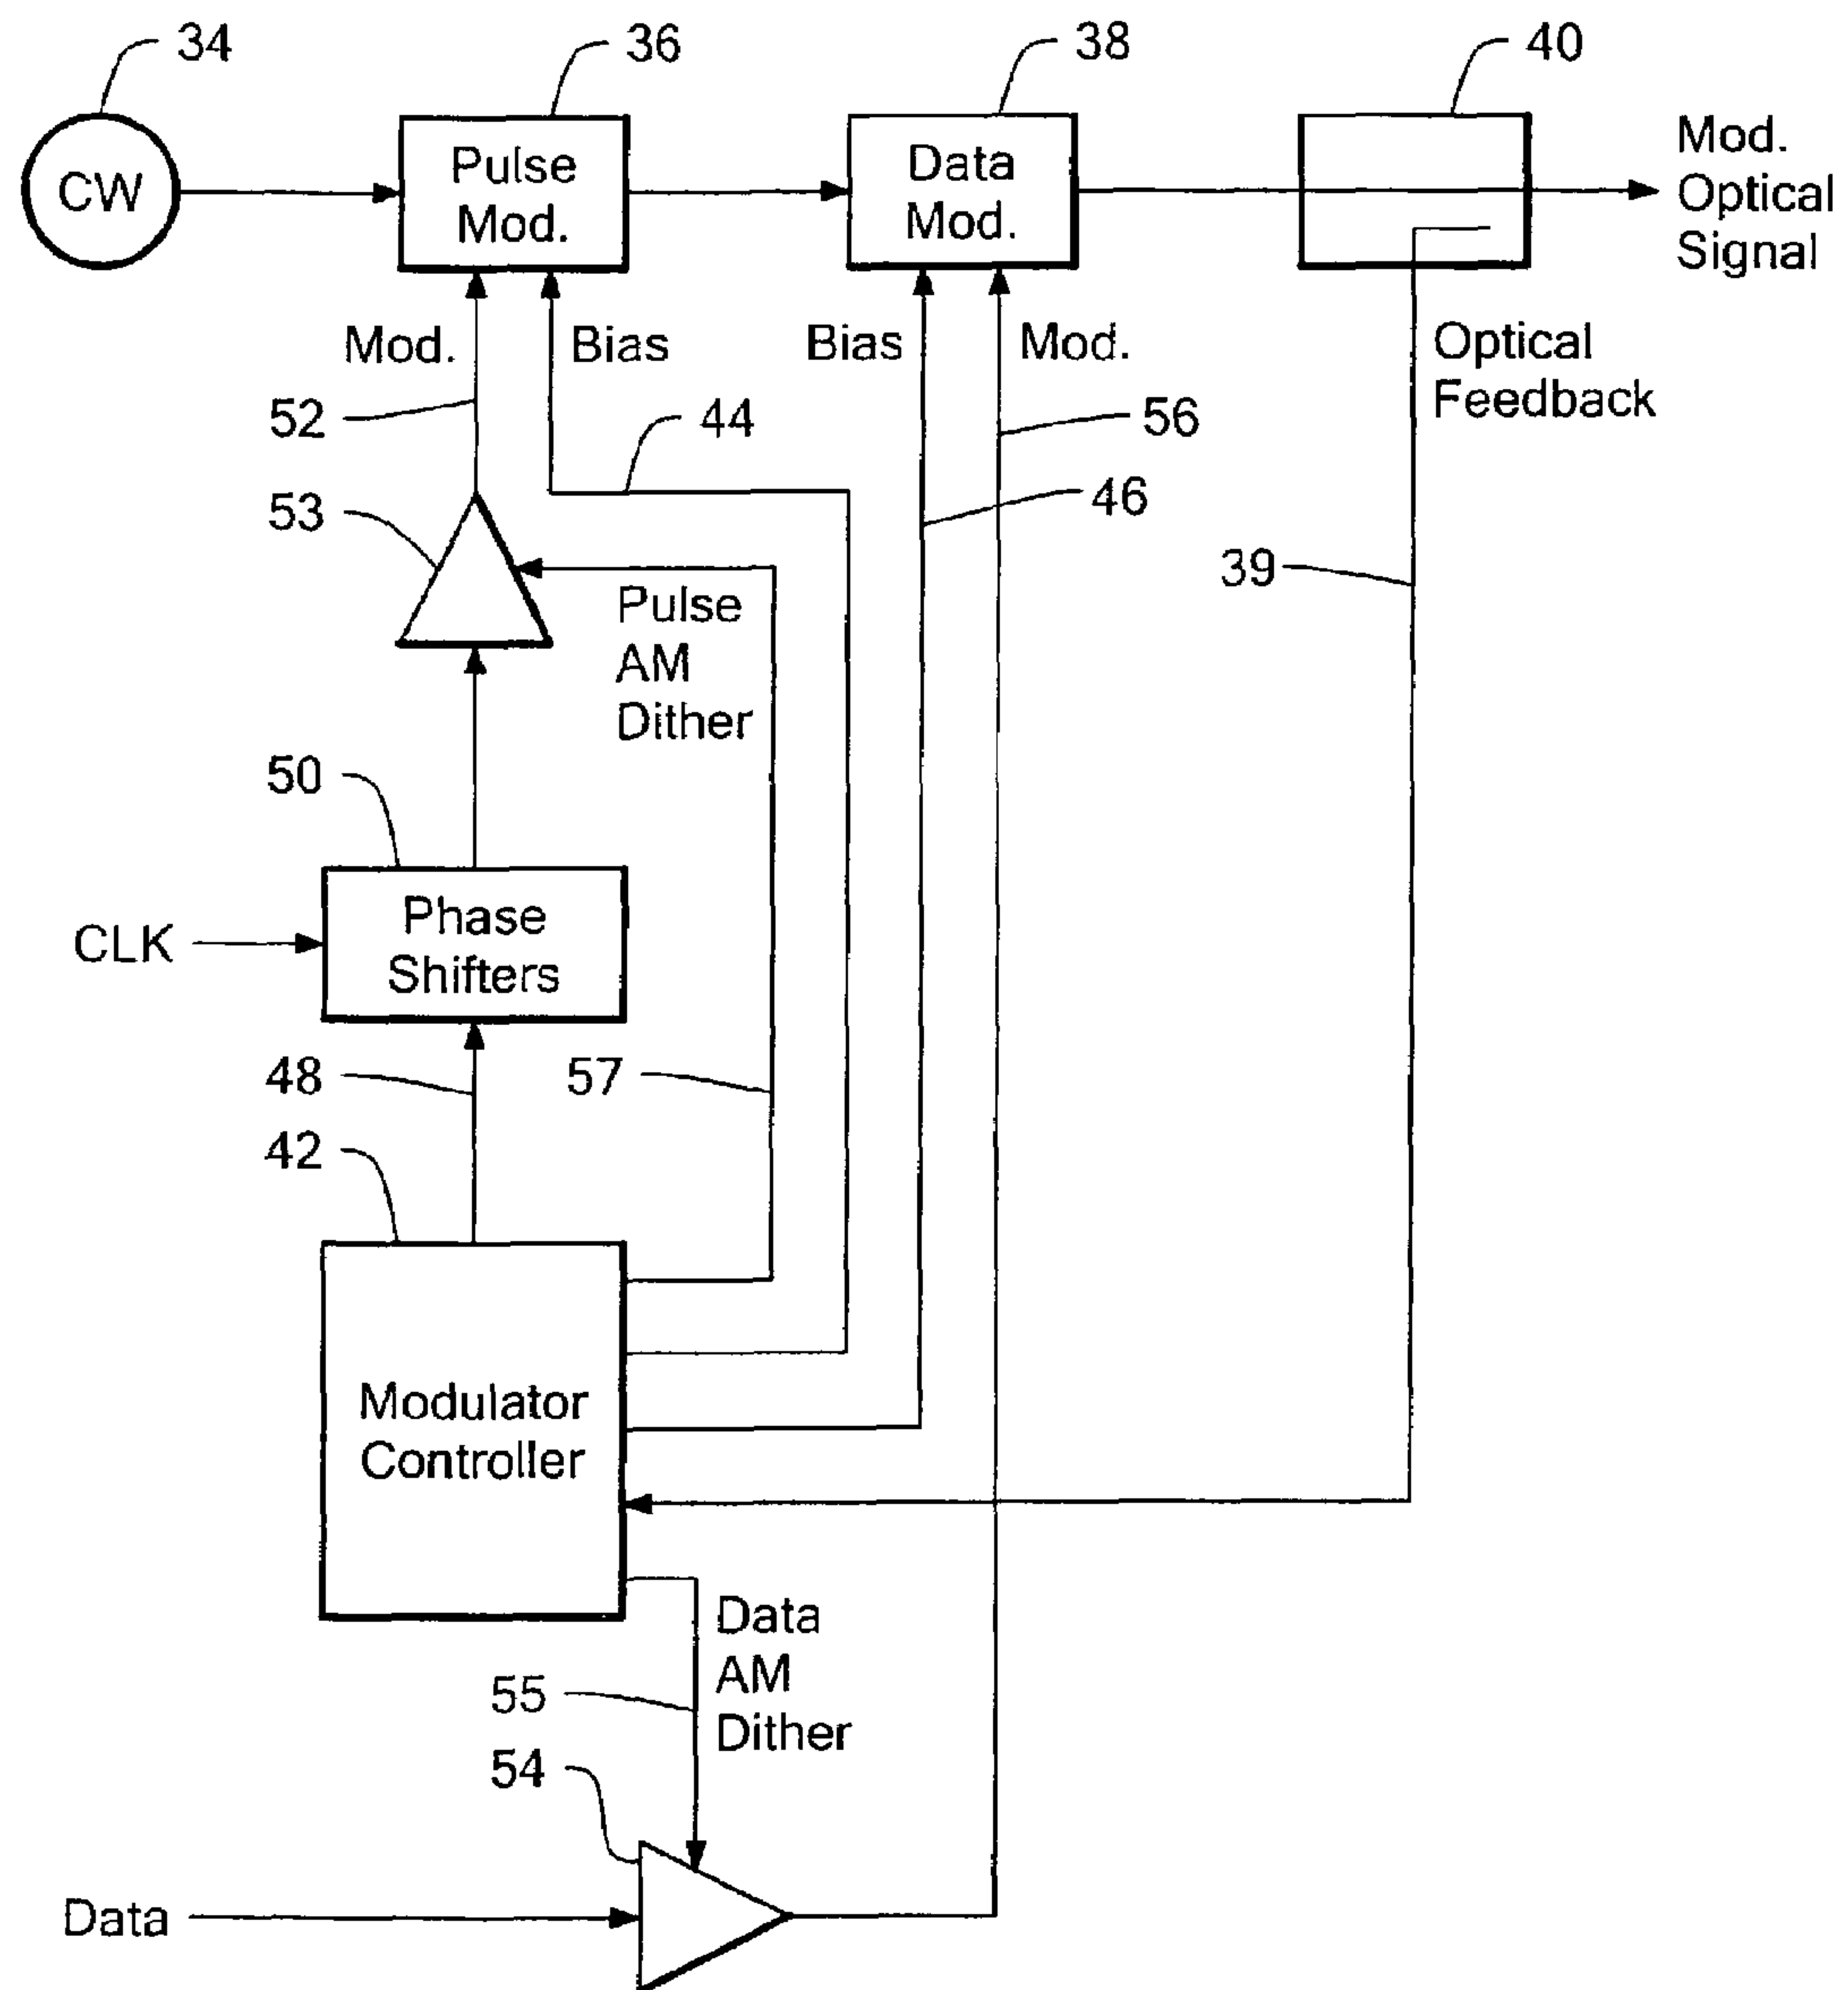 34
36
38
40
CW
Pulse
Mod.
Data
Mod.
Mod.
Optical
Signal
Mod.
Bias
Bias
Mod.
Optical
Feedback
52
44
56
46
53
39
Pulse
AM
Dither
50
Phase
Shifters
CLK
48
57
42
Modulator
Controller
Data
AM
Dither
55
54
Data